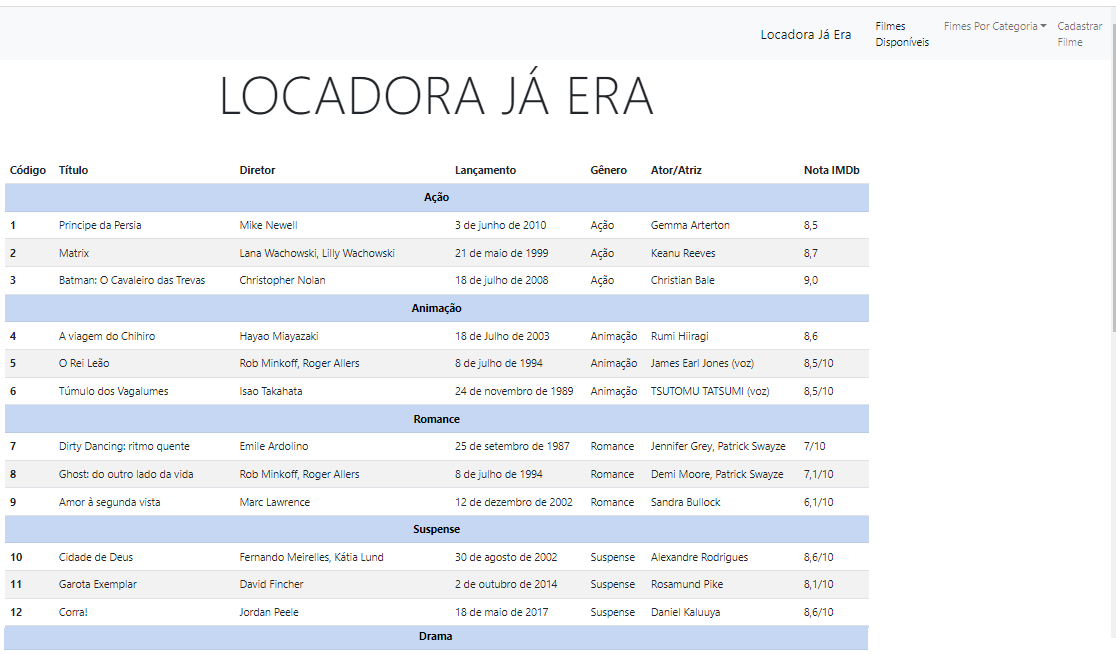 Locadora Já Era Filmes Disponíveis Fimes Por Categoria Cadastrar Filme
LOCADORA JÁ ERA
Código Título Diretor Lançamento Gênero Ator/Atriz Nota IMDb
Ação
1 Principe da Persia Mike Newell 3 de junho de 2010 Ação Gemma Arterton 8,5
2 Matrix Lana Wachowski, Lilly Wachowski 21 de maio de 1999 Ação Keanu Reeves 8,7
3 Batman: O Cavaleiro das Trevas Christopher Nolan 18 de julho de 2008 Ação Christian Bale 9,0
Animação
4 A viagem do Chihiro Hayao Miayazaki 18 de Julho de 2003 Animação Rumi Hiiragi 8,6
5 O Rei Leão Rob Minkoff, Roger Allers 8 de julho de 1994 Animação James Earl Jones (voz) 8,5/10
6 Túmulo dos Vagalumes Isao Takahata 24 de novembro de 1989 Animação TSUTOMU TATSUMI (voz) 8,5/10
Romance
7 Dirty Dancing: ritmo quente Emile Ardolino 25 de setembro de 1987 Romance Jennifer Grey, Patrick Swayze 7/10
8 Ghost: do outro lado da vida Rob Minkoff, Roger Allers 8 de julho de 1994 Romance Demi Moore, Patrick Swayze 7,1/10
9 Amor à segunda vista Marc Lawrence 12 de dezembro de 2002 Romance Sandra Bullock 6,1/10
Suspense
10 Cidade de Deus Fernando Meirelles, Kátia Lund 30 de agosto de 2002 Suspense Alexandre Rodrigues 8,6/10
11 Garota Exemplar David Fincher 2 de outubro de 2014 Suspense Rosamund Pike 8,1/10
12 Corra! Jordan Peele 18 de maio de 2017 Suspense Daniel Kaluuya 8,6/10
Drama